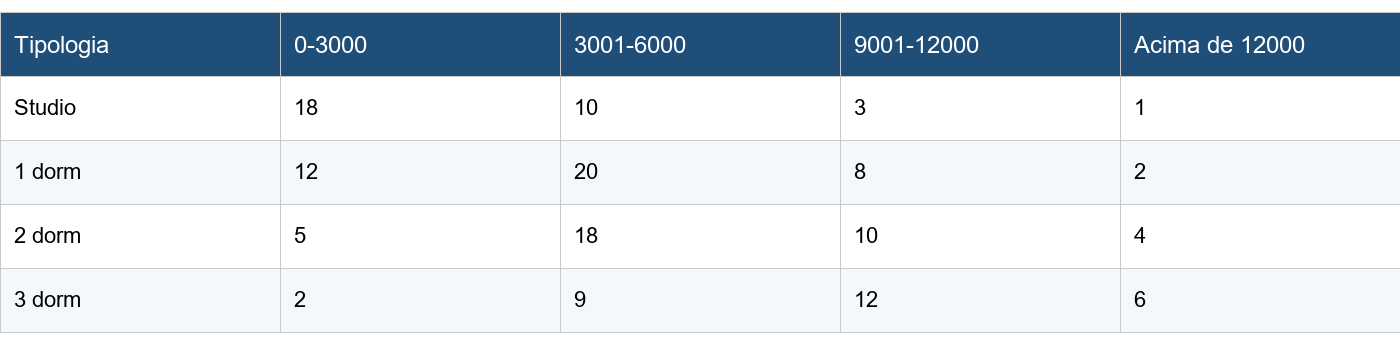 Tipologia 0-3000 3001-6000 9001-12000 Acima de 12000
Studio 18 10 3 1
1 dorm 12 20 8 2
2 dorm 5 18 10 4
3 dorm 2 9 12 6